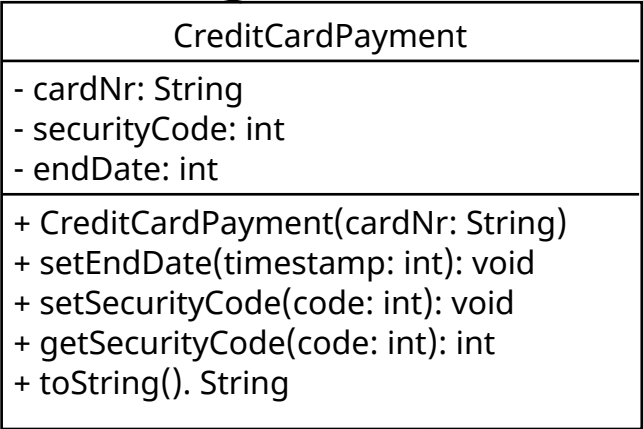 CreditCardPayment
- cardNr: String
- securityCode: int
- endDate: int
+ CreditCardPayment(cardNr: String)
+ setEndDate(timestamp: int): void
+ setSecurityCode(code: int): void
+ getSecurityCode(code: int): int
+ toString(). String